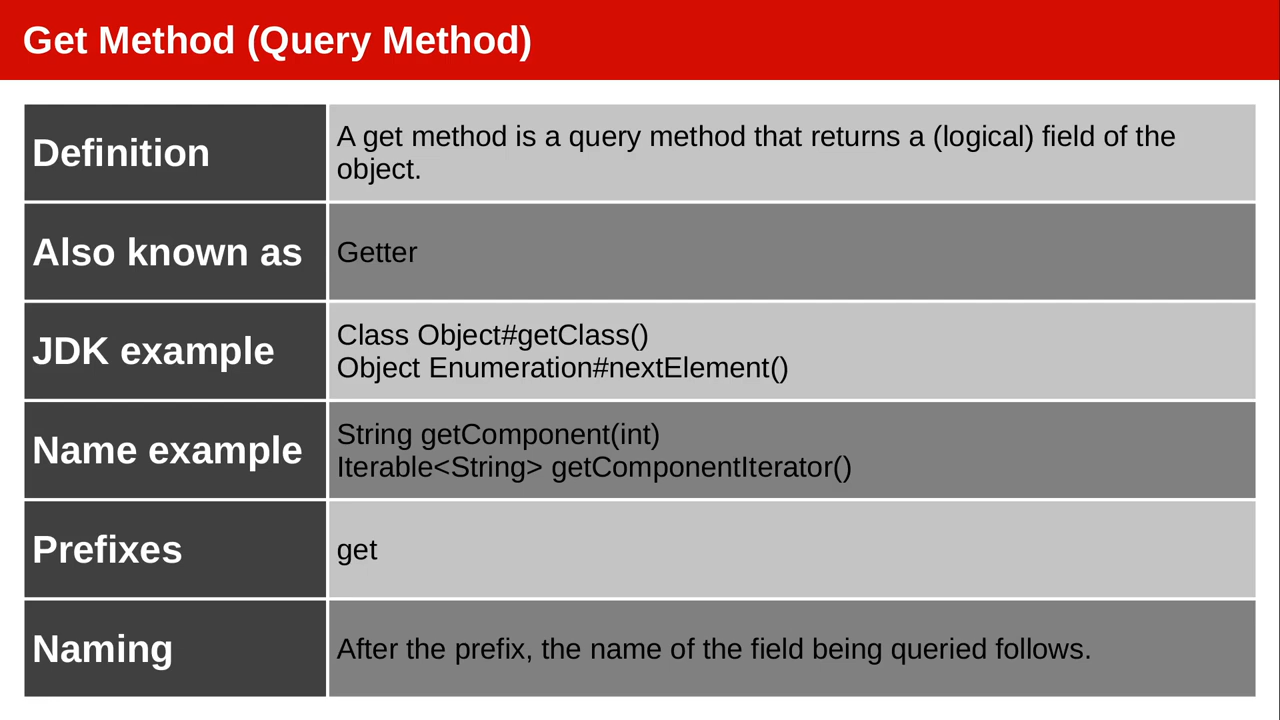 Get Method (Query Method)
Definition
A get method is a query method that returns a (logical) field of the
object.
Also known as
Getter
JDK example
Class Object#getClass()
Object Enumeration#nextElement()
Name example
String getComponent(int)
Iterable<String> getComponentIterator()
Prefixes
get
Naming
After the prefix, the name of the field being queried follows.